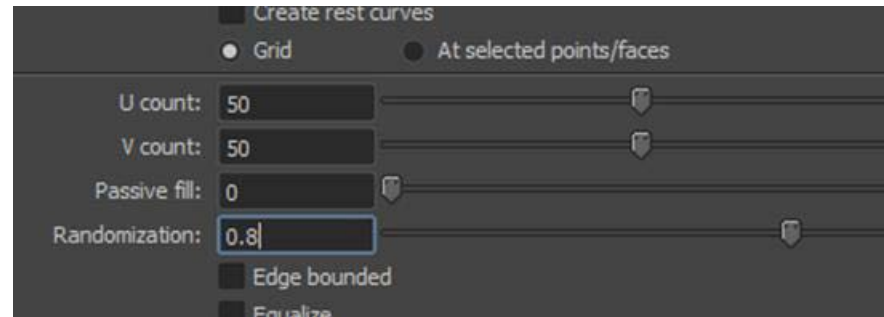 Create rest curves
Grid At selected points/faces
U count: 50
V count: 50
Passive fill: 0
Randomization: 0.8
Edge bounded
Equalize